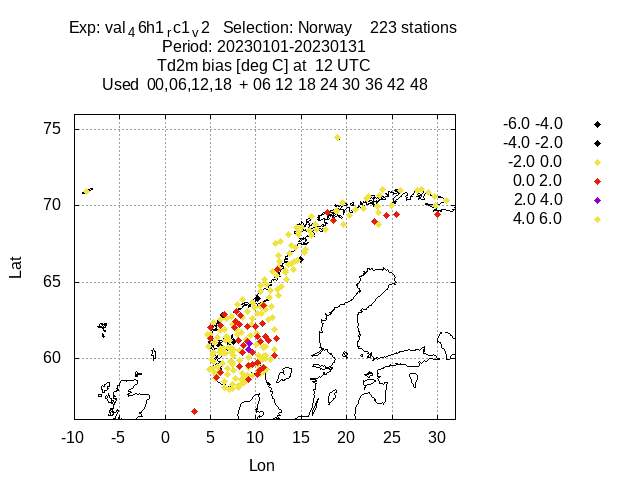 Exp: val46h1rc1v2 Selection: Norway 223 stations
Period: 20230101-20230131
Td2m bias [deg C] at 12 UTC
Used 00,06,12,18 + 06 12 18 24 30 36 42 48
-6.0 -4.0
-4.0 -2.0
-2.0 0.0
0.0 2.0
2.0 4.0
4.0 6.0
75
70
65
60
Lat
-10 -5 0 5 10 15 20 25 30
Lon